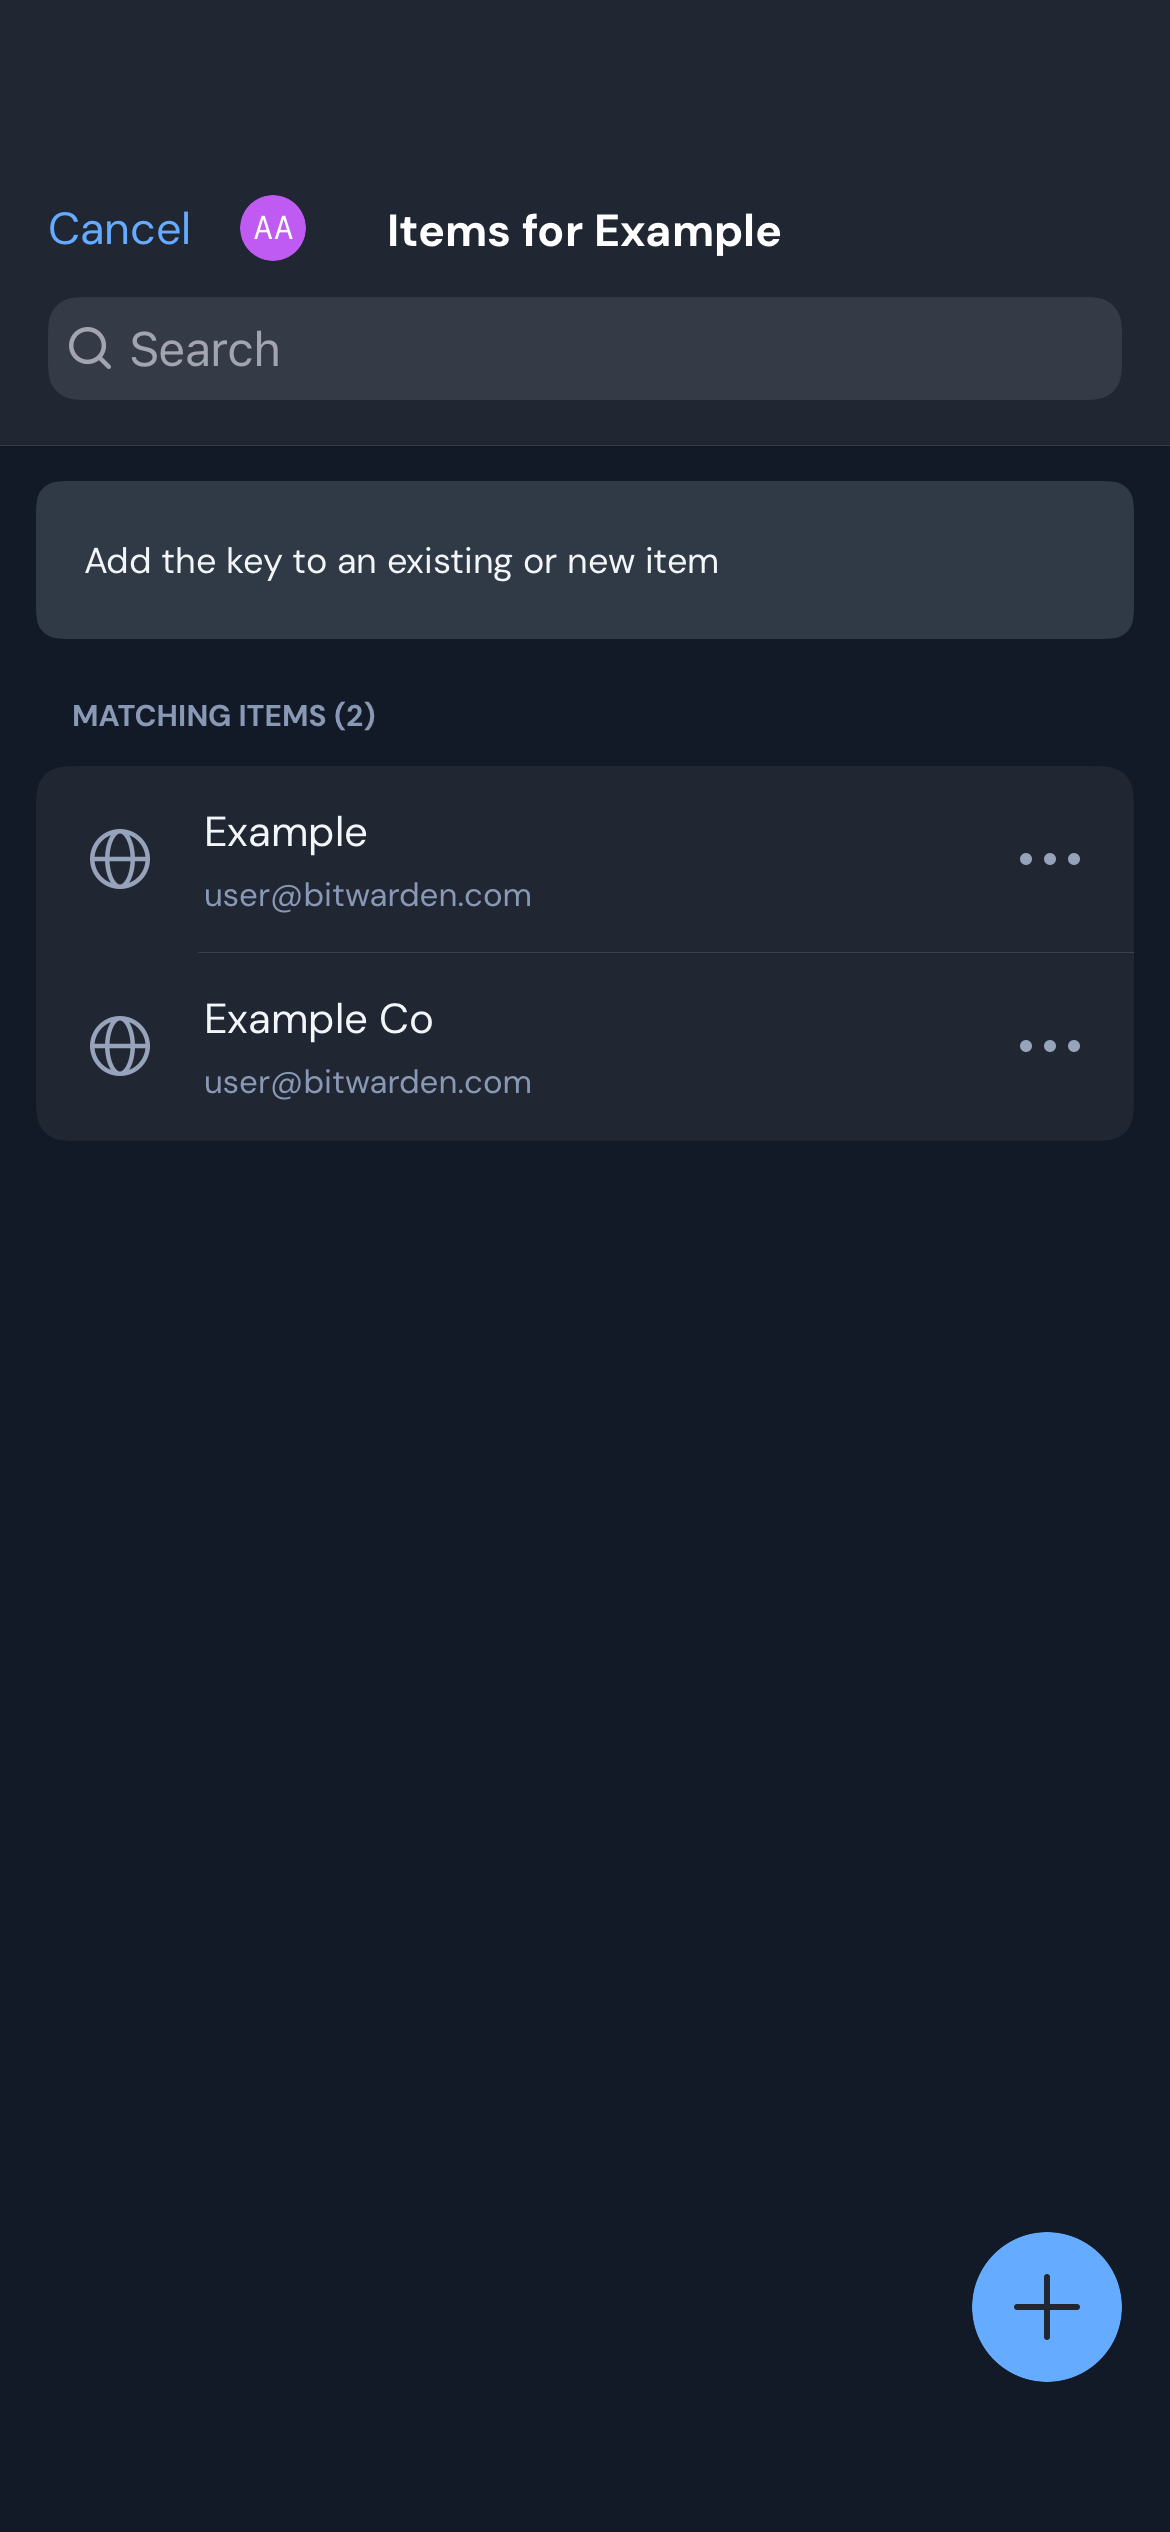 Cancel AA Items for Example
Search
Add the key to an existing or new item
MATCHING ITEMS (2)
Example
user@bitwarden.com
Example Co
user@bitwarden.com